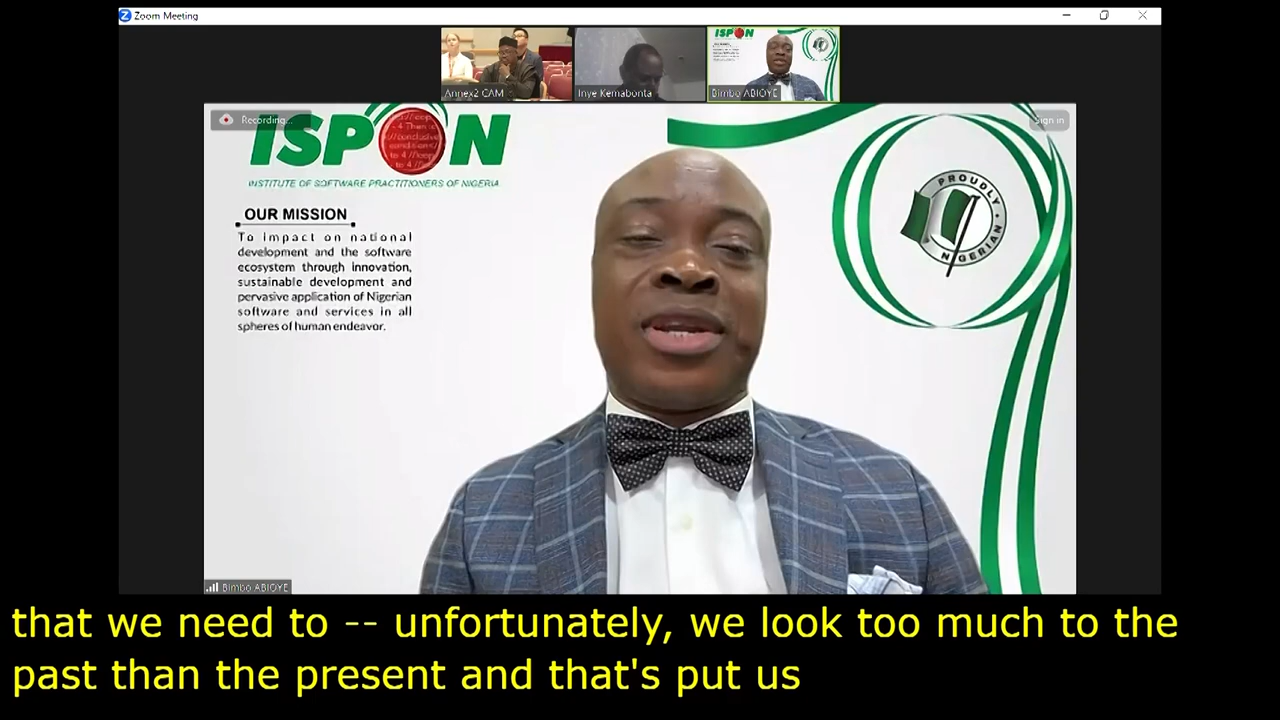 Zoom Meeting
ISPON
Annex2 CAM
Inye Kemabonta
Bimbo ABIOYE
Recording...
Sign in
ISPON
INSTITUTE OF SOFTWARE PRACTITIONERS OF NIGERIA
PROUDLY NIGERIAN
OUR MISSION
To impact on national
development and the software
ecosystem through innovation,
sustainable development and
pervasive application of Nigerian
software and services in all
spheres of human endeavor.
Bimbo ABIOYE
that we need to -- unfortunately, we look too much to the
past than the present and that's put us